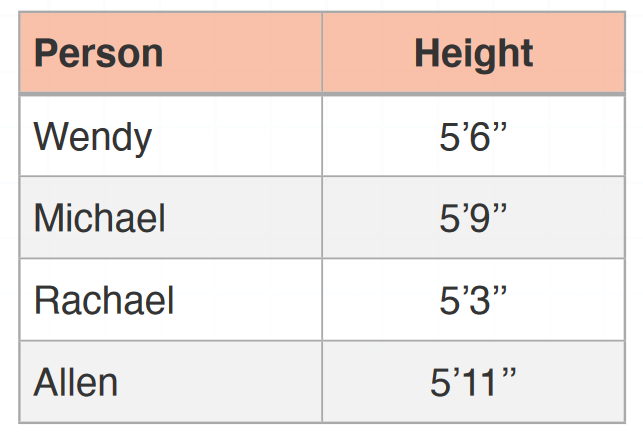 Person Height
Wendy 5’6’’
Michael 5’9’’
Rachael 5’3’’
Allen 5’11’’